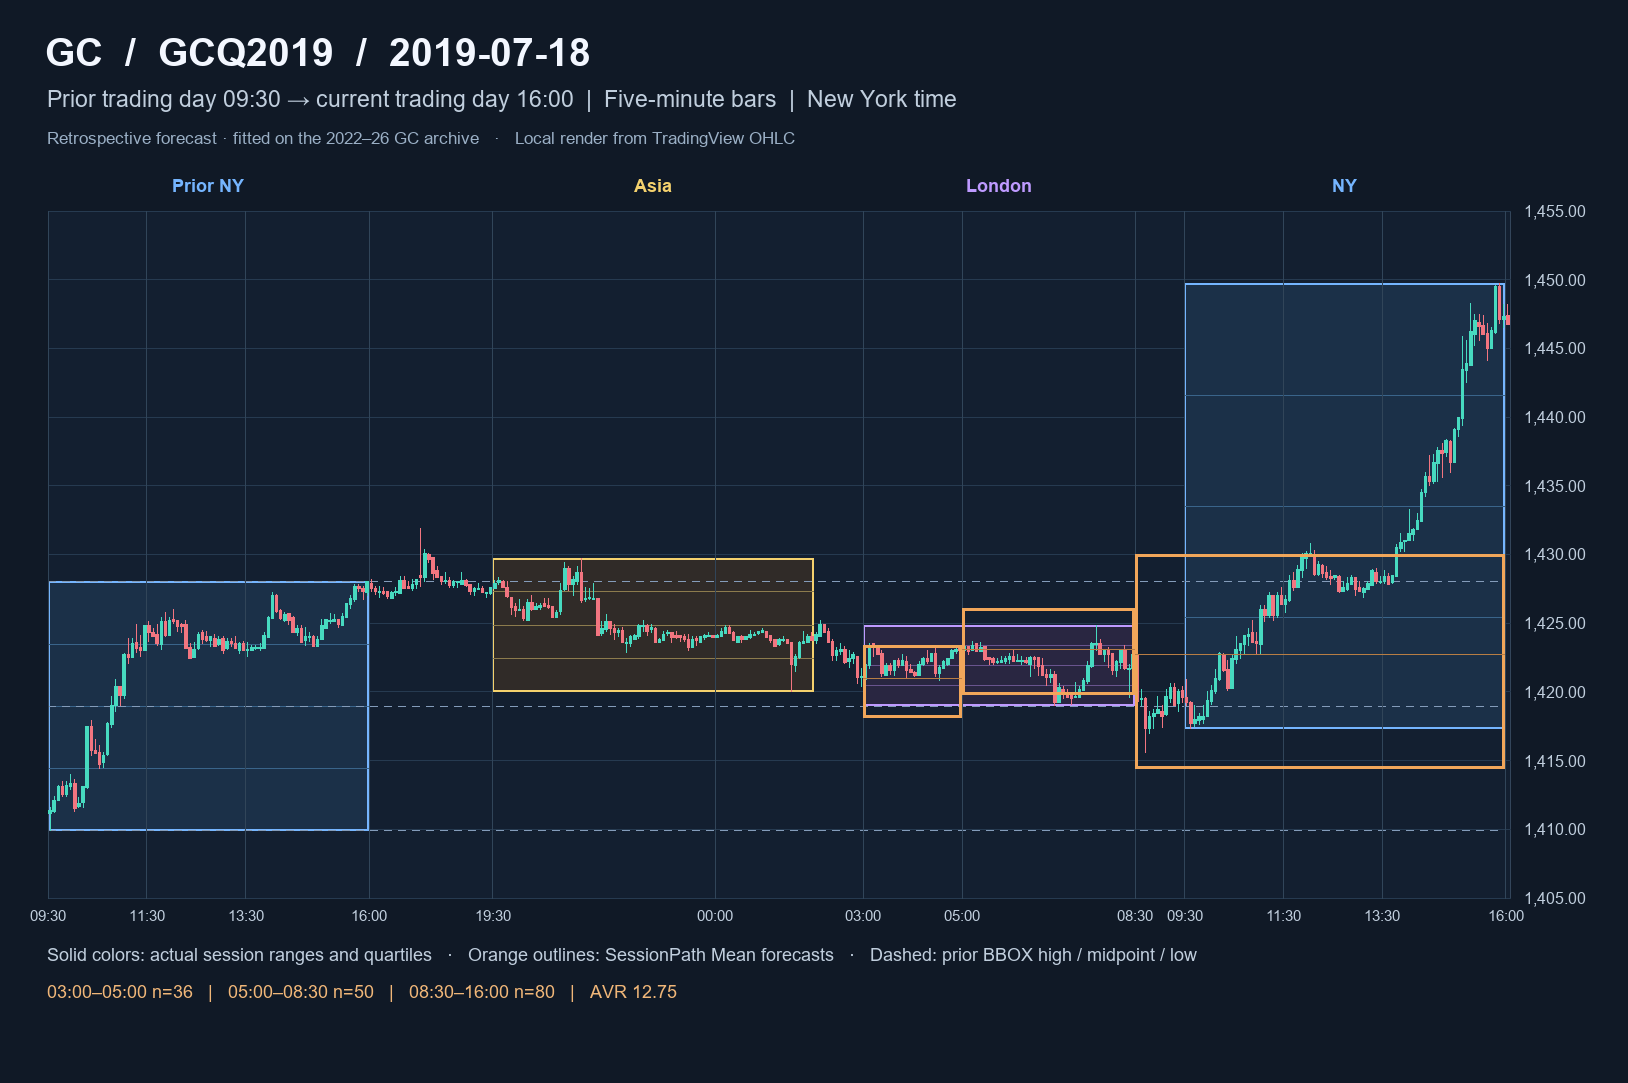 GC / GCQ2019 / 2019-07-18
Prior trading day 09:30 → current trading day 16:00 | Five-minute bars | New York time
Retrospective forecast · fitted on the 2022–26 GC archive · Local render from TradingView OHLC
Prior NY Asia London NY
1,455.00
1,450.00
1,445.00
1,440.00
1,435.00
1,430.00
1,425.00
1,420.00
1,415.00
1,410.00
1,405.00
09:30 11:30 13:30 16:00 19:30 00:00 03:00 05:00 08:30 09:30 11:30 13:30 16:00
Solid colors: actual session ranges and quartiles · Orange outlines: SessionPath Mean forecasts · Dashed: prior BBOX high / midpoint / low
03:00–05:00 n=36 | 05:00–08:30 n=50 | 08:30–16:00 n=80 | AVR 12.75